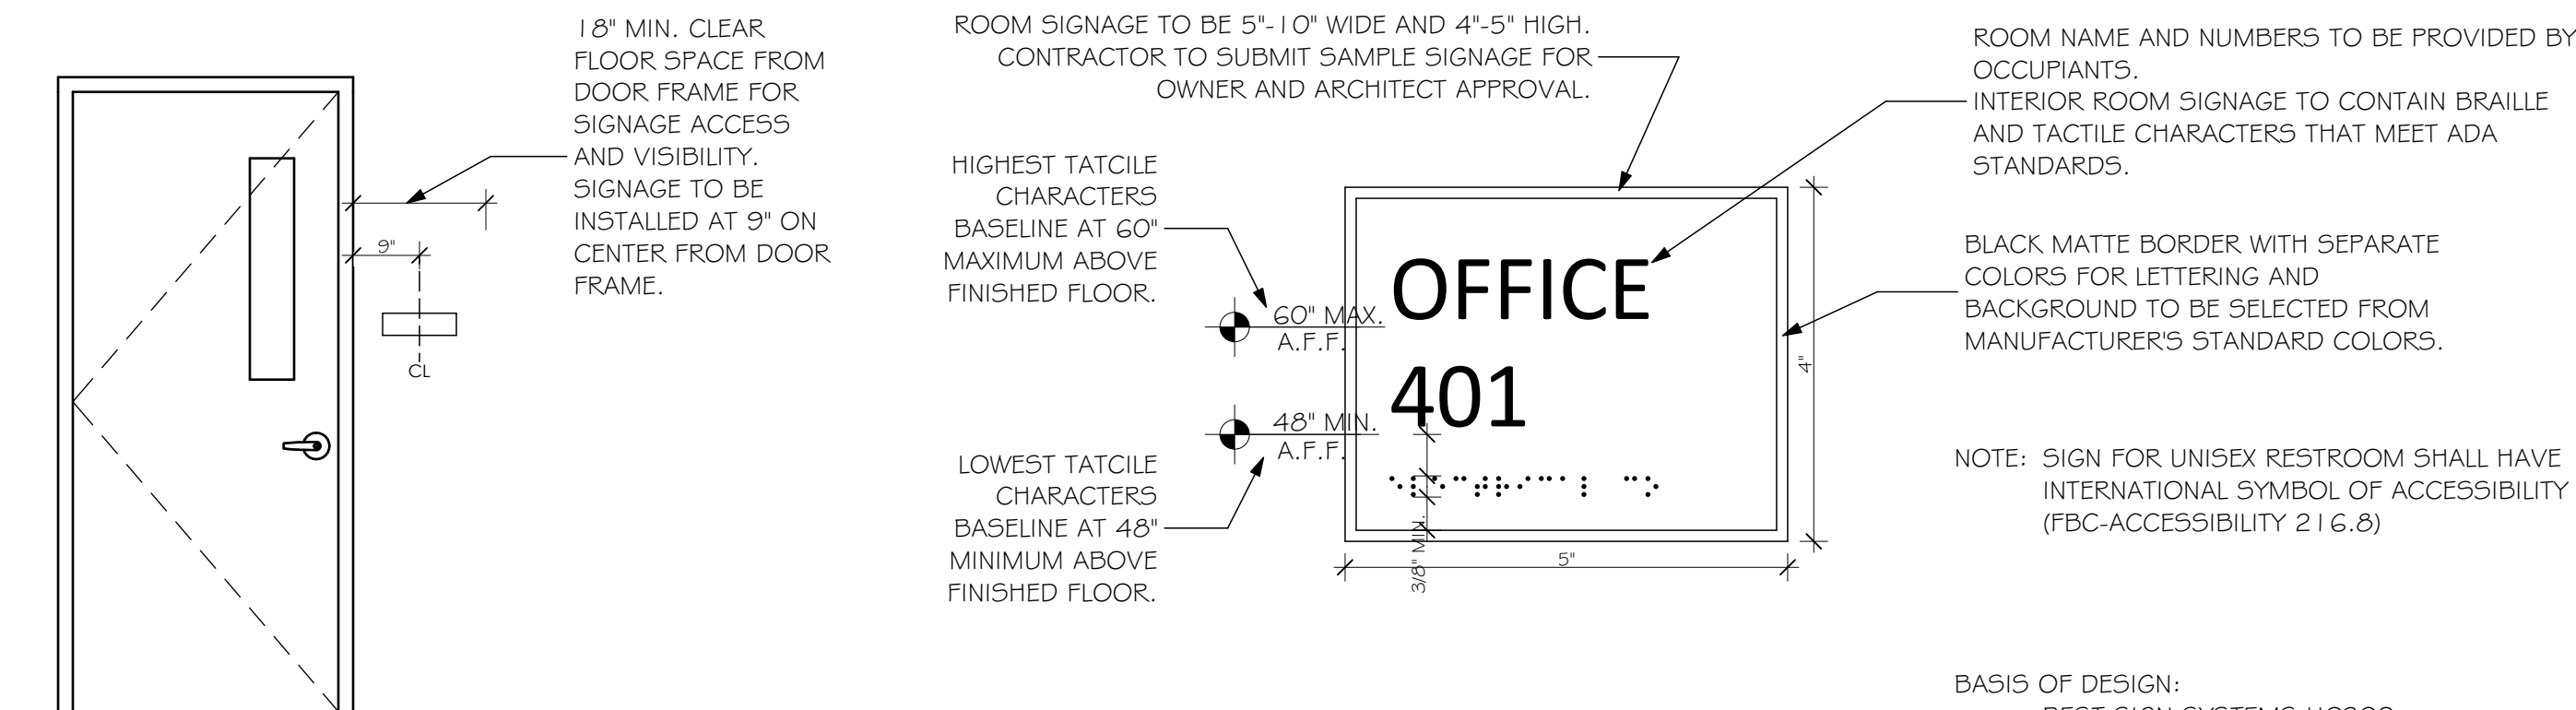 18" MIN. CLEAR
FLOOR SPACE FROM
DOOR FRAME FOR
SIGNAGE ACCESS
AND VISIBILITY.
SIGNAGE TO BE
INSTALLED AT 9" ON
CENTER FROM DOOR
FRAME.
9"
CL
ROOM SIGNAGE TO BE 5"-10" WIDE AND 4"-5" HIGH.
CONTRACTOR TO SUBMIT SAMPLE SIGNAGE FOR
OWNER AND ARCHITECT APPROVAL.
HIGHEST TATCILE
CHARACTERS
BASELINE AT 60"
MAXIMUM ABOVE
FINISHED FLOOR.
60" MAX.
A.F.F.
48" MIN.
A.F.F.
LOWEST TATCILE
CHARACTERS
BASELINE AT 48"
MINIMUM ABOVE
FINISHED FLOOR.
OFFICE
401
3/8" MIN.
5"
4"
ROOM NAME AND NUMBERS TO BE PROVIDED BY
OCCUPIANTS.
INTERIOR ROOM SIGNAGE TO CONTAIN BRAILLE
AND TACTILE CHARACTERS THAT MEET ADA
STANDARDS.
BLACK MATTE BORDER WITH SEPARATE
COLORS FOR LETTERING AND
BACKGROUND TO BE SELECTED FROM
MANUFACTURER'S STANDARD COLORS.
NOTE: SIGN FOR UNISEX RESTROOM SHALL HAVE
INTERNATIONAL SYMBOL OF ACCESSIBILITY
(FBC-ACCESSIBILITY 216.8)
BASIS OF DESIGN:
BEST SIGN SYSTEMS